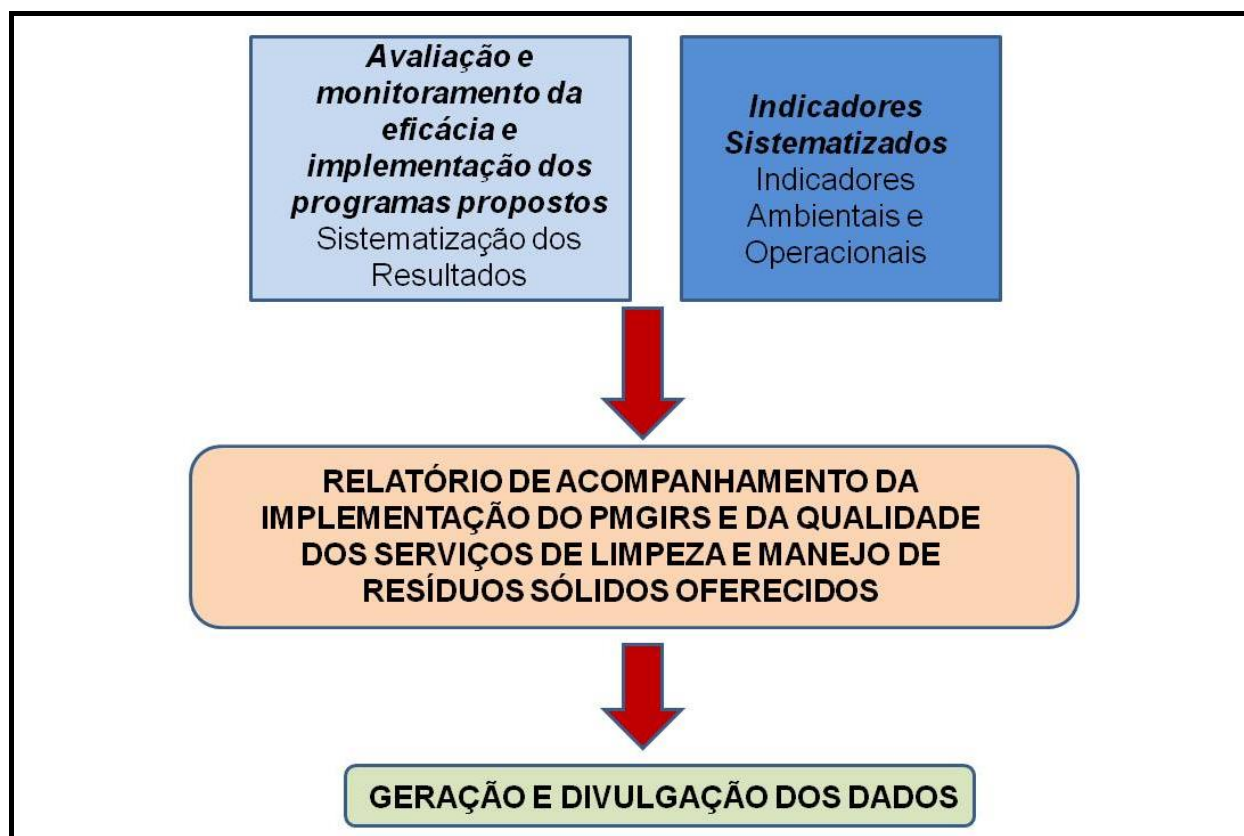 Avaliação e
monitoramento da
eficácia e
implementação dos
programas propostos
Sistematização dos
Resultados
Indicadores
Sistematizados
Indicadores
Ambientais e
Operacionais
RELATÓRIO DE ACOMPANHAMENTO DA
IMPLEMENTAÇÃO DO PMGIRS E DA QUALIDADE
DOS SERVIÇOS DE LIMPEZA E MANEJO DE
RESÍDUOS SÓLIDOS OFERECIDOS
GERAÇÃO E DIVULGAÇÃO DOS DADOS